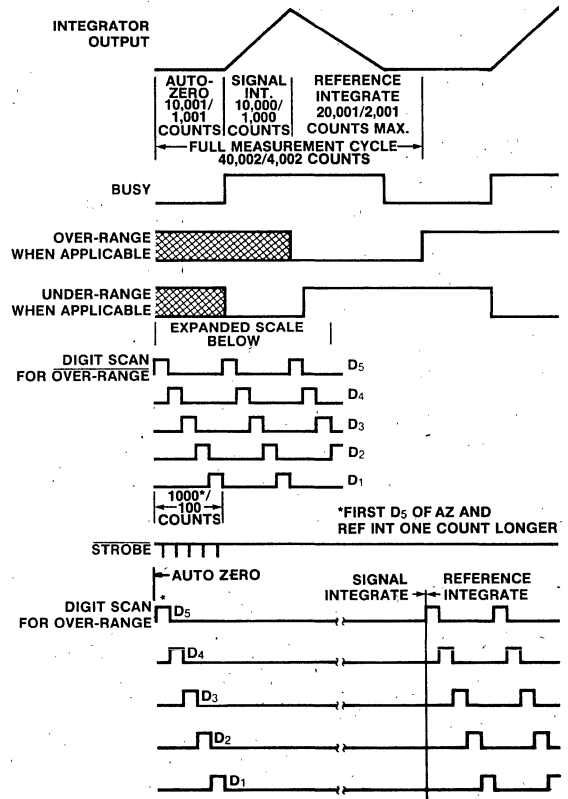 INTEGRATOR
OUTPUT
AUTO-
ZERO
10,001/
1,001
COUNTS
SIGNAL
INT.
10,000/
1,000
COUNTS
REFERENCE
INTEGRATE
20,001/2,001
COUNTS MAX.
FULL MEASUREMENT CYCLE
40,002/4,002 COUNTS
BUSY
OVER-RANGE
WHEN APPLICABLE
UNDER-RANGE
WHEN APPLICABLE
EXPANDED SCALE
BELOW
DIGIT SCAN
FOR OVER-RANGE
D5
D4
D3
D2
D1
1000*/
100
COUNTS
*FIRST D5 OF AZ AND
REF INT ONE COUNT LONGER
STROBE
AUTO ZERO
SIGNAL
INTEGRATE
REFERENCE
INTEGRATE
DIGIT SCAN
FOR OVER-RANGE
*
D5
D4
D3
D2
D1